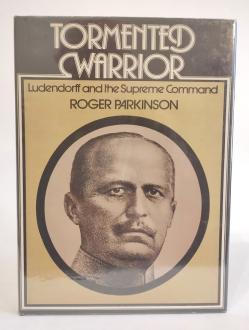 TORMENTED
WARRIOR
Ludendorff and the Supreme Command
ROGER PARKINSON